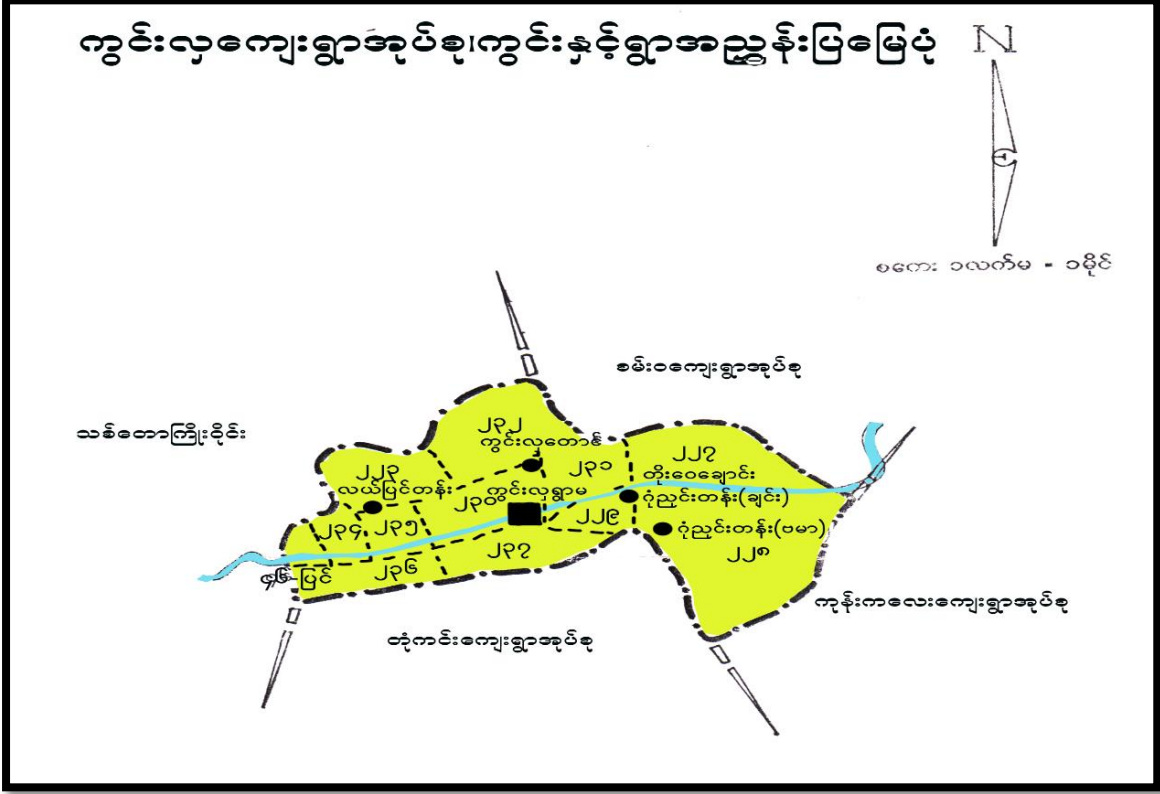 ကွင်းလှကျေးရွာအုပ်စု၊ကွင်းနှင့်ရွာအညွှန်းပြမြေပုံ
N
စကေး ၁လက်မ - ၁မိုင်
စမ်းဝကျေးရွာအုပ်စု
သစ်တောကြိုးဝိုင်း
၂၃၂
ကွင်းလှတောင်
၂၃၁
၂၂၇
၂၂၃
တိုးဝေချောင်း
လယ်ပြင်တန်း
၂၃၀
ကွင်းလှရွာမ
ဂုံညှင်းတန်း(ချင်း)
၂၃၄
၂၃၅
၂၂၉
ဂုံညှင်းတန်း(ဗမာ)
၂၃၇
၂၂၈
၂၃၆
၄၆-ပြင်
ကုန်းကလေးကျေးရွာအုပ်စု
တုံကင်းကျေးရွာအုပ်စု